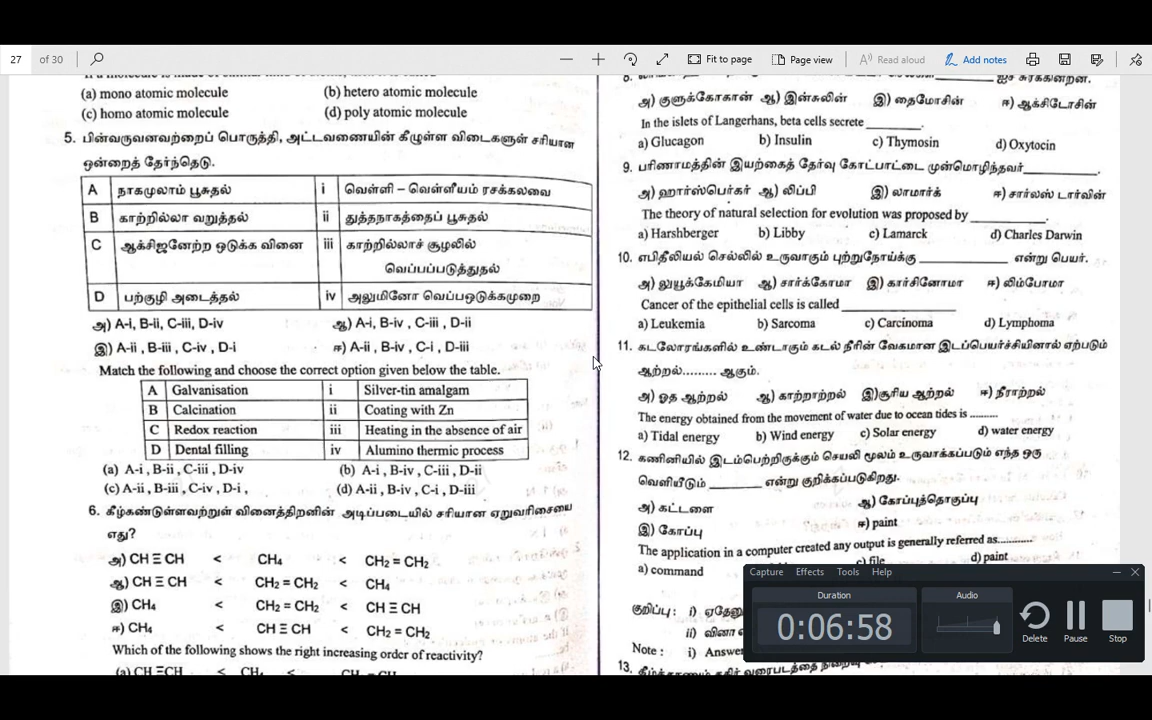 27 of 30
Fit to page
Page view
Read aloud
Add notes
(a) mono atomic molecule (b) hetero atomic molecule
(c) homo atomic molecule (d) poly atomic molecule
5. பின்வருவனவற்றைப் பொருத்தி, அட்டவணையின் கீழுள்ள விடைகளுள் சரியான
ஒன்றைத் தேர்ந்தெடு.
A நாகமுலாம் பூசுதல் i வெள்ளி – வெள்ளீயம் ரசக்கலவை
B காற்றில்லா வறுத்தல் ii துத்தநாகத்தைப் பூசுதல்
C ஆக்சிஜனேற்ற ஒடுக்க வினை iii காற்றில்லாச் சூழலில்
வெப்பப்படுத்துதல்
D பற்குழி அடைத்தல் iv அலுமினோ வெப்பஒடுக்கமுறை
அ) A-i, B-ii, C-iii, D-iv ஆ) A-i, B-iv , C-iii , D-ii
இ) A-ii, B-iii , C-iv , D-i ஈ) A-ii, B-iv , C-i , D-iii
Match the following and choose the correct option given below the table.
A Galvanisation i Silver-tin amalgam
B Calcination ii Coating with Zn
C Redox reaction iii Heating in the absence of air
D Dental filling iv Alumino thermic process
(a) A-i, B-ii, C-iii, D-iv (b) A-i, B-iv , C-iii, D-ii
(c) A-ii , B-iii , C-iv , D-i , (d) A-ii , B-iv , C-i , D-iii
6. கீழ்கண்டுள்ளவற்றுள் வினைத்திறனின் அடிப்படையில் சரியான ஏறுவரிசையை
எது?
அ) CH ≡ CH < CH₄ < CH₂ = CH₂
ஆ) CH ≡ CH < CH₂ = CH₂ < CH₄
இ) CH₄ < CH₂ = CH₂ < CH ≡ CH
ஈ) CH₄ < CH ≡ CH < CH₂ = CH₂
Which of the following shows the right increasing order of reactivity?
(a) CH ≡CH < CH₄ <
8.
அ) குளுக்கோகான் ஆ) இன்சுலின் இ) தைமோசின் ஈ) ஆக்சிடோசின்
In the islets of Langerhans, beta cells secrete ________.
a) Glucagon b) Insulin c) Thymosin d) Oxytocin
9. பரிணாமத்தின் இயற்கைத் தேர்வு கோட்பாட்டை முன்மொழிந்தவர்__________.
அ) ஹார்ஸ்பெர்கர் ஆ) லிப்பி இ) லாமார்க் ஈ) சார்லஸ் டார்வின்
The theory of natural selection for evolution was proposed by __________.
a) Harshberger b) Libby c) Lamarck d) Charles Darwin
10. எபிதீலியல் செல்லில் உருவாகும் புற்றுநோய்க்கு ____________ என்று பெயர்.
அ) லுயூக்கேமியா ஆ) சார்க்கோமா இ) கார்சினோமா ஈ) லிம்போமா
Cancer of the epithelial cells is called ______________
a) Leukemia b) Sarcoma c) Carcinoma d) Lymphoma
11. கடலோரங்களில் உண்டாகும் கடல் நீரின் வேகமான இடப்பெயர்ச்சியினால் ஏற்படும்
ஆற்றல்......... ஆகும்.
அ) ஓத ஆற்றல் ஆ) காற்றாற்றல் இ)சூரிய ஆற்றல் ஈ) நீராற்றல்
The energy obtained from the movement of water due to ocean tides is ..........
a) Tidal energy b) Wind energy c) Solar energy d) water energy
12. கணினியில் இடம்பெற்றிருக்கும் செயலி மூலம் உருவாக்கப்படும் எந்த ஒரு
வெளியீடும் ________ என்று குறிக்கப்படுகிறது.
அ) கட்டளை ஆ) கோப்புத்தொகுப்பு
இ) கோப்பு ஈ) paint
The application in a computer created any output is generally referred as............
a) command c) file d) paint
குறிப்பு : i)
ii) வினா
Note : i) Answer
13.
Capture Effects Tools Help
Duration
0:06:58
Audio
Delete Pause Stop